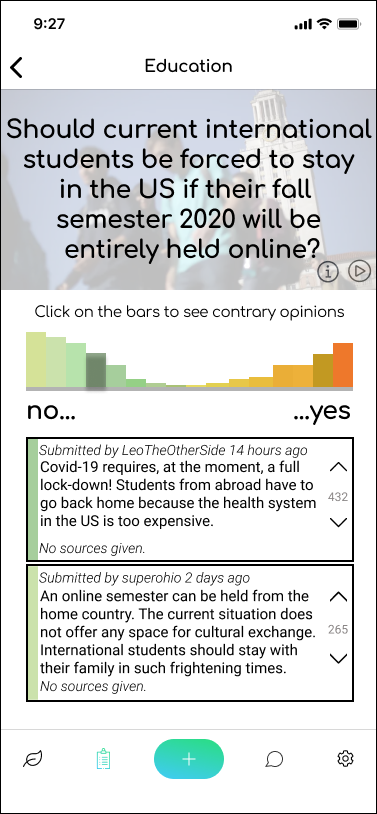 9:27
Education
Should current international
students be forced to stay
in the US if their fall
semester 2020 will be
entirely held online?
Click on the bars to see contrary opinions
no...
...yes
Submitted by LeoTheOtherSide 14 hours ago
Covid-19 requires, at the moment, a full
lock-down! Students from abroad have to
go back home because the health system
in the US is too expensive.
432
No sources given.
Submitted by superohio 2 days ago
An online semester can be held from the
home country. The current situation does
not offer any space for cultural exchange.
International students should stay with
their family in such frightening times.
265
No sources given.